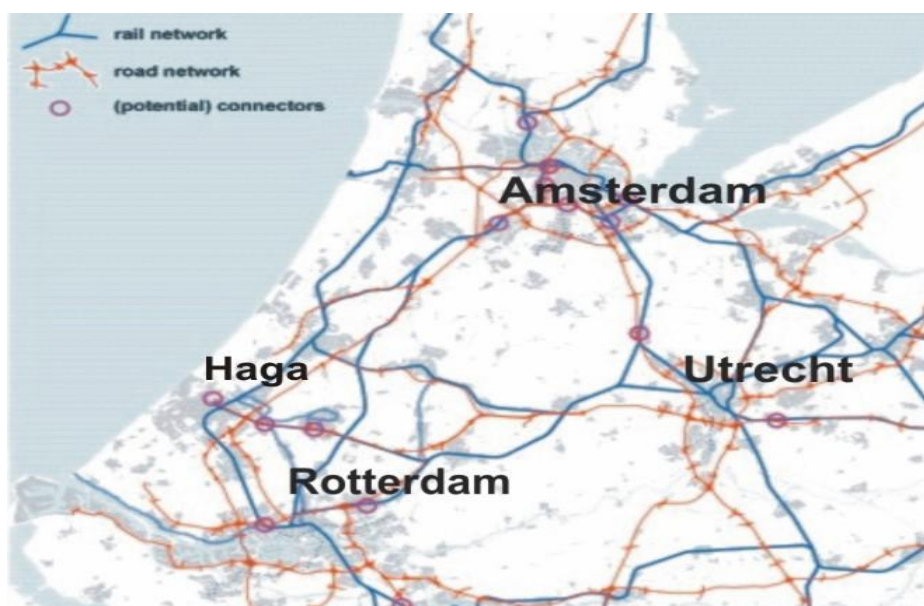 rail network
road network
(potential) connectors
Amsterdam
Haga
Utrecht
Rotterdam